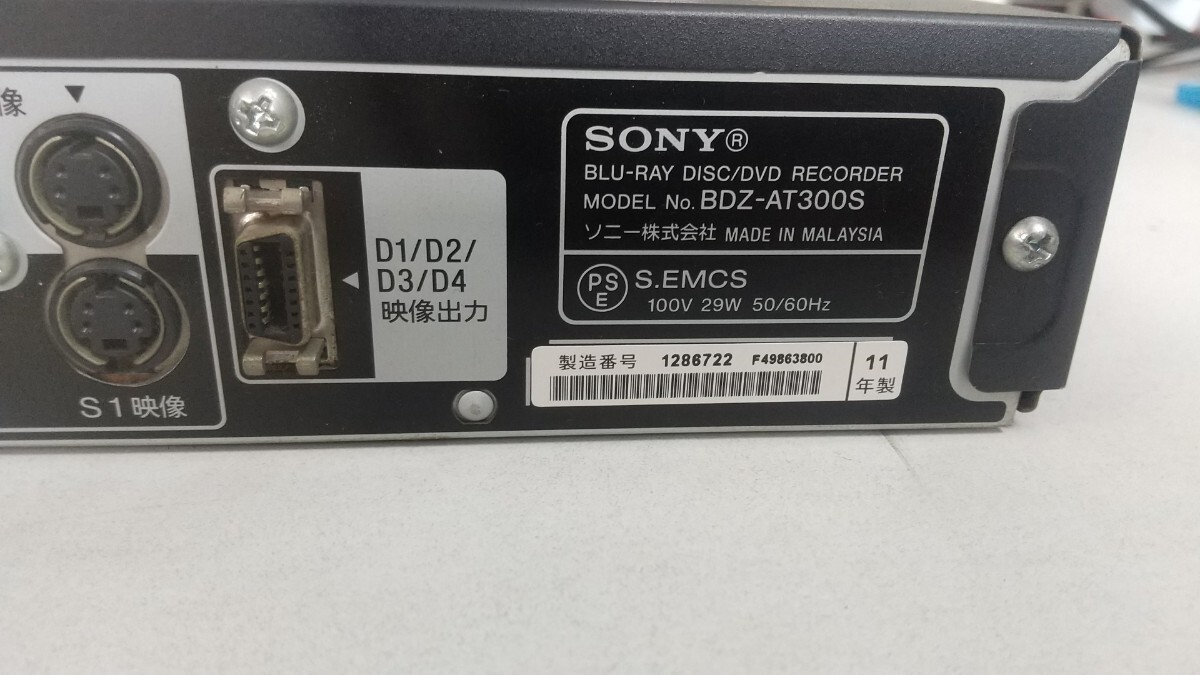 像
S1映像
D1/D2/
D3/D4
映像出力
SONY®
BLU-RAY DISC/DVD RECORDER
MODEL No. BDZ-AT300S
ソニー株式会社 MADE IN MALAYSIA
PS
E
S.EMCS
100V 29W 50/60Hz
製造番号 1286722 F49863800
11
年製